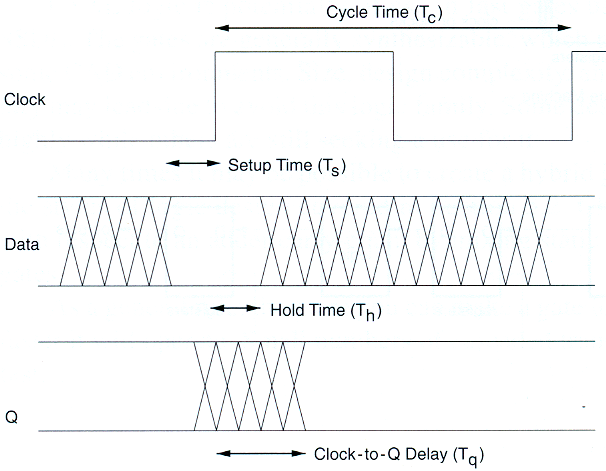 Cycle Time (Tc)
Clock
Setup Time (Ts)
Data
Hold Time (Th)
Q
Clock-to-Q Delay (Tq)